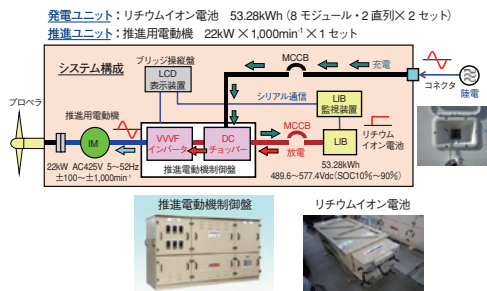 発電ユニット：リチウムイオン電池 53.28kWh（8モジュール・2直列×2セット）
推進ユニット：推進用電動機 22kW×1,000min⁻¹×1セット
システム構成
ブリッジ操縦盤
LCD
表示装置
MCCB
充電
コネクタ
陸電
シリアル通信
LIB
監視装置
プロペラ
推進用電動機
IM
VVVF
インバータ
DC
チョッパー
MCCB
放電
LIB
リチウム
イオン電池
推進電動機制御盤
22kW AC425V 5～52Hz
±100～±1,000min⁻¹
53.28kWh
489.6～577.4Vdc（SOC10%～90%）
推進電動機制御盤
リチウムイオン電池